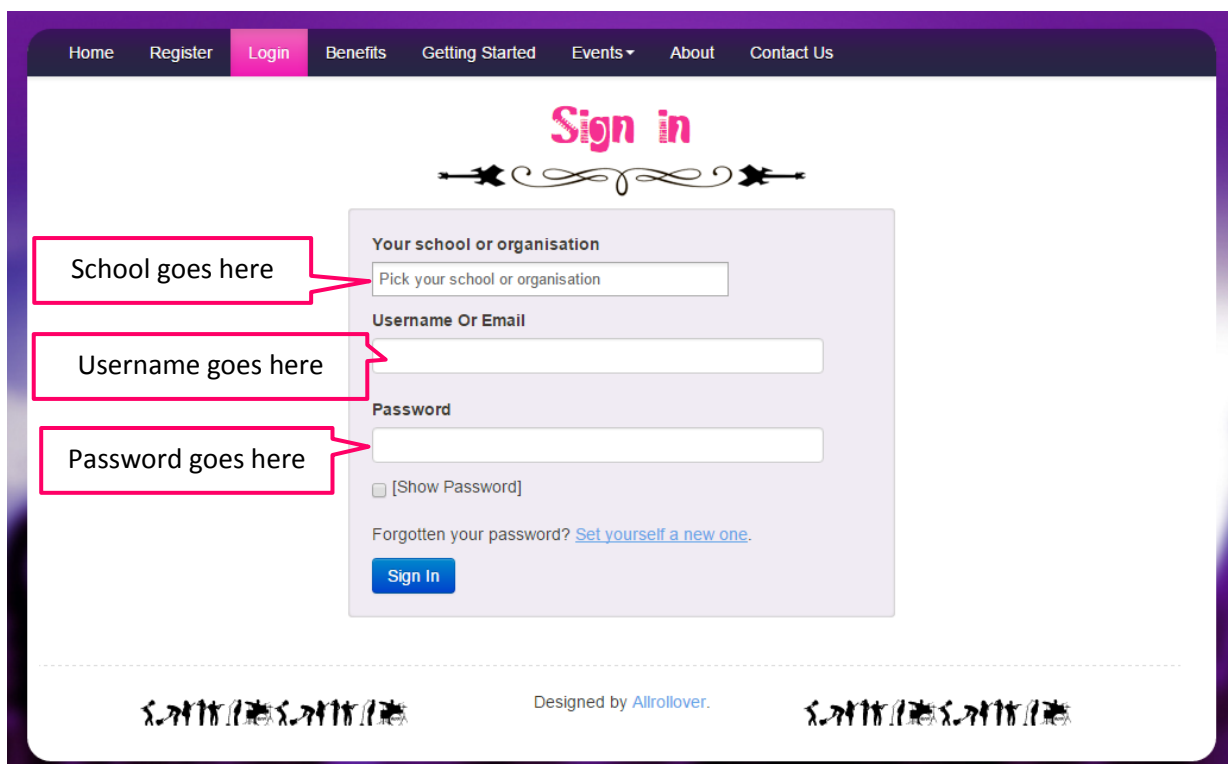 Home Register Login Benefits Getting Started Events About Contact Us
Sign in
Your school or organisation
School goes here
Pick your school or organisation
Username Or Email
Username goes here
Password
Password goes here
[Show Password]
Forgotten your password? Set yourself a new one.
Sign In
Designed by Allrollover.